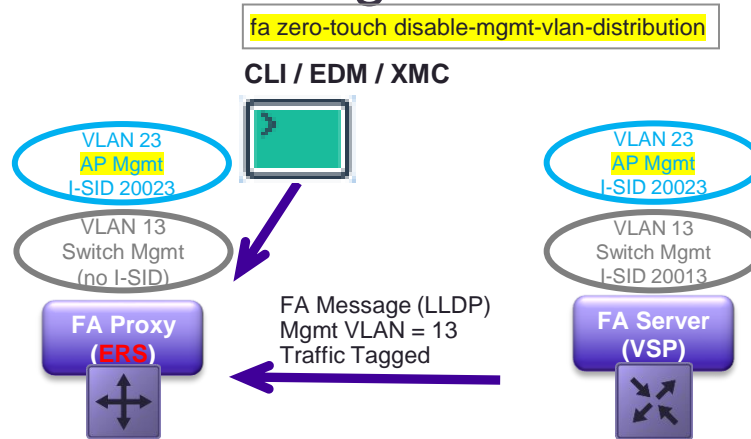 fa zero-touch disable-mgmt-vlan-distribution
CLI / EDM / XMC
VLAN 23
AP Mgmt
I-SID 20023
VLAN 13
Switch Mgmt
(no I-SID)
FA Proxy
(ERS)
FA Message (LLDP)
Mgmt VLAN = 13
Traffic Tagged
VLAN 23
AP Mgmt
I-SID 20023
VLAN 13
Switch Mgmt
I-SID 20013
FA Server
(VSP)